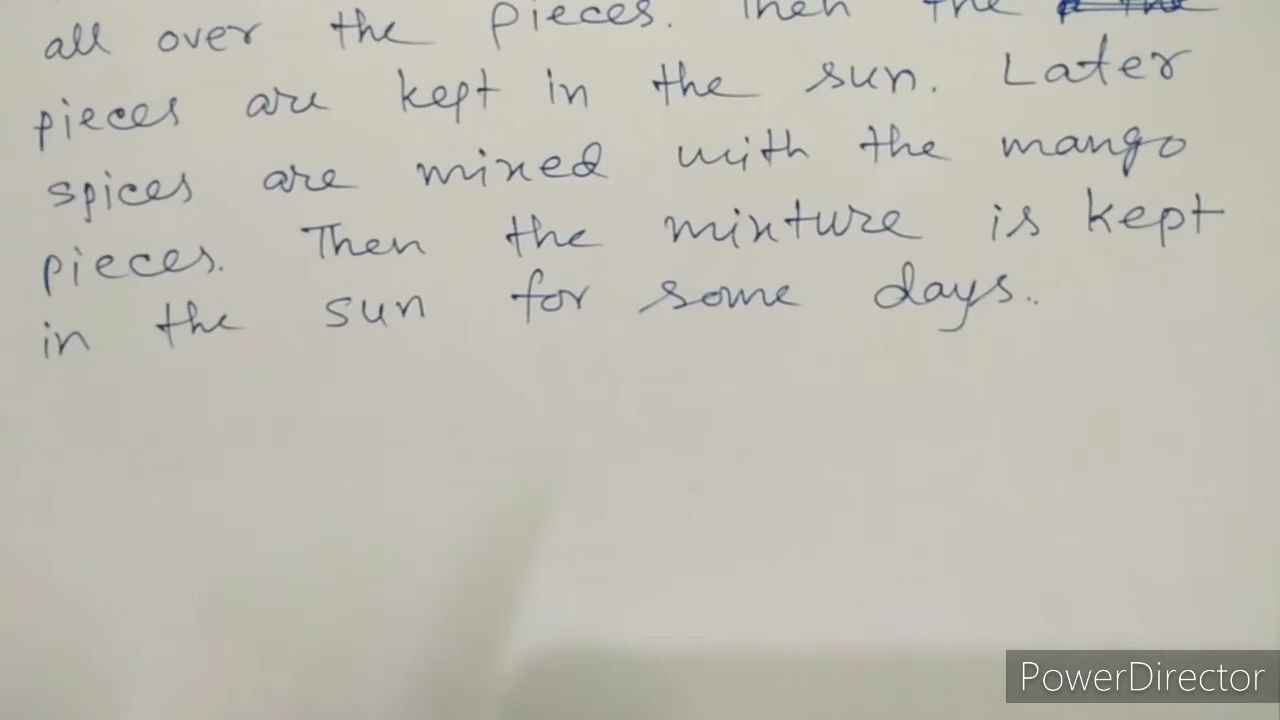 all over the pieces. Then the
pieces are kept in the sun. Later
spices are mixed with the mango
pieces. Then the mixture is kept
in the sun for some days..
PowerDirector